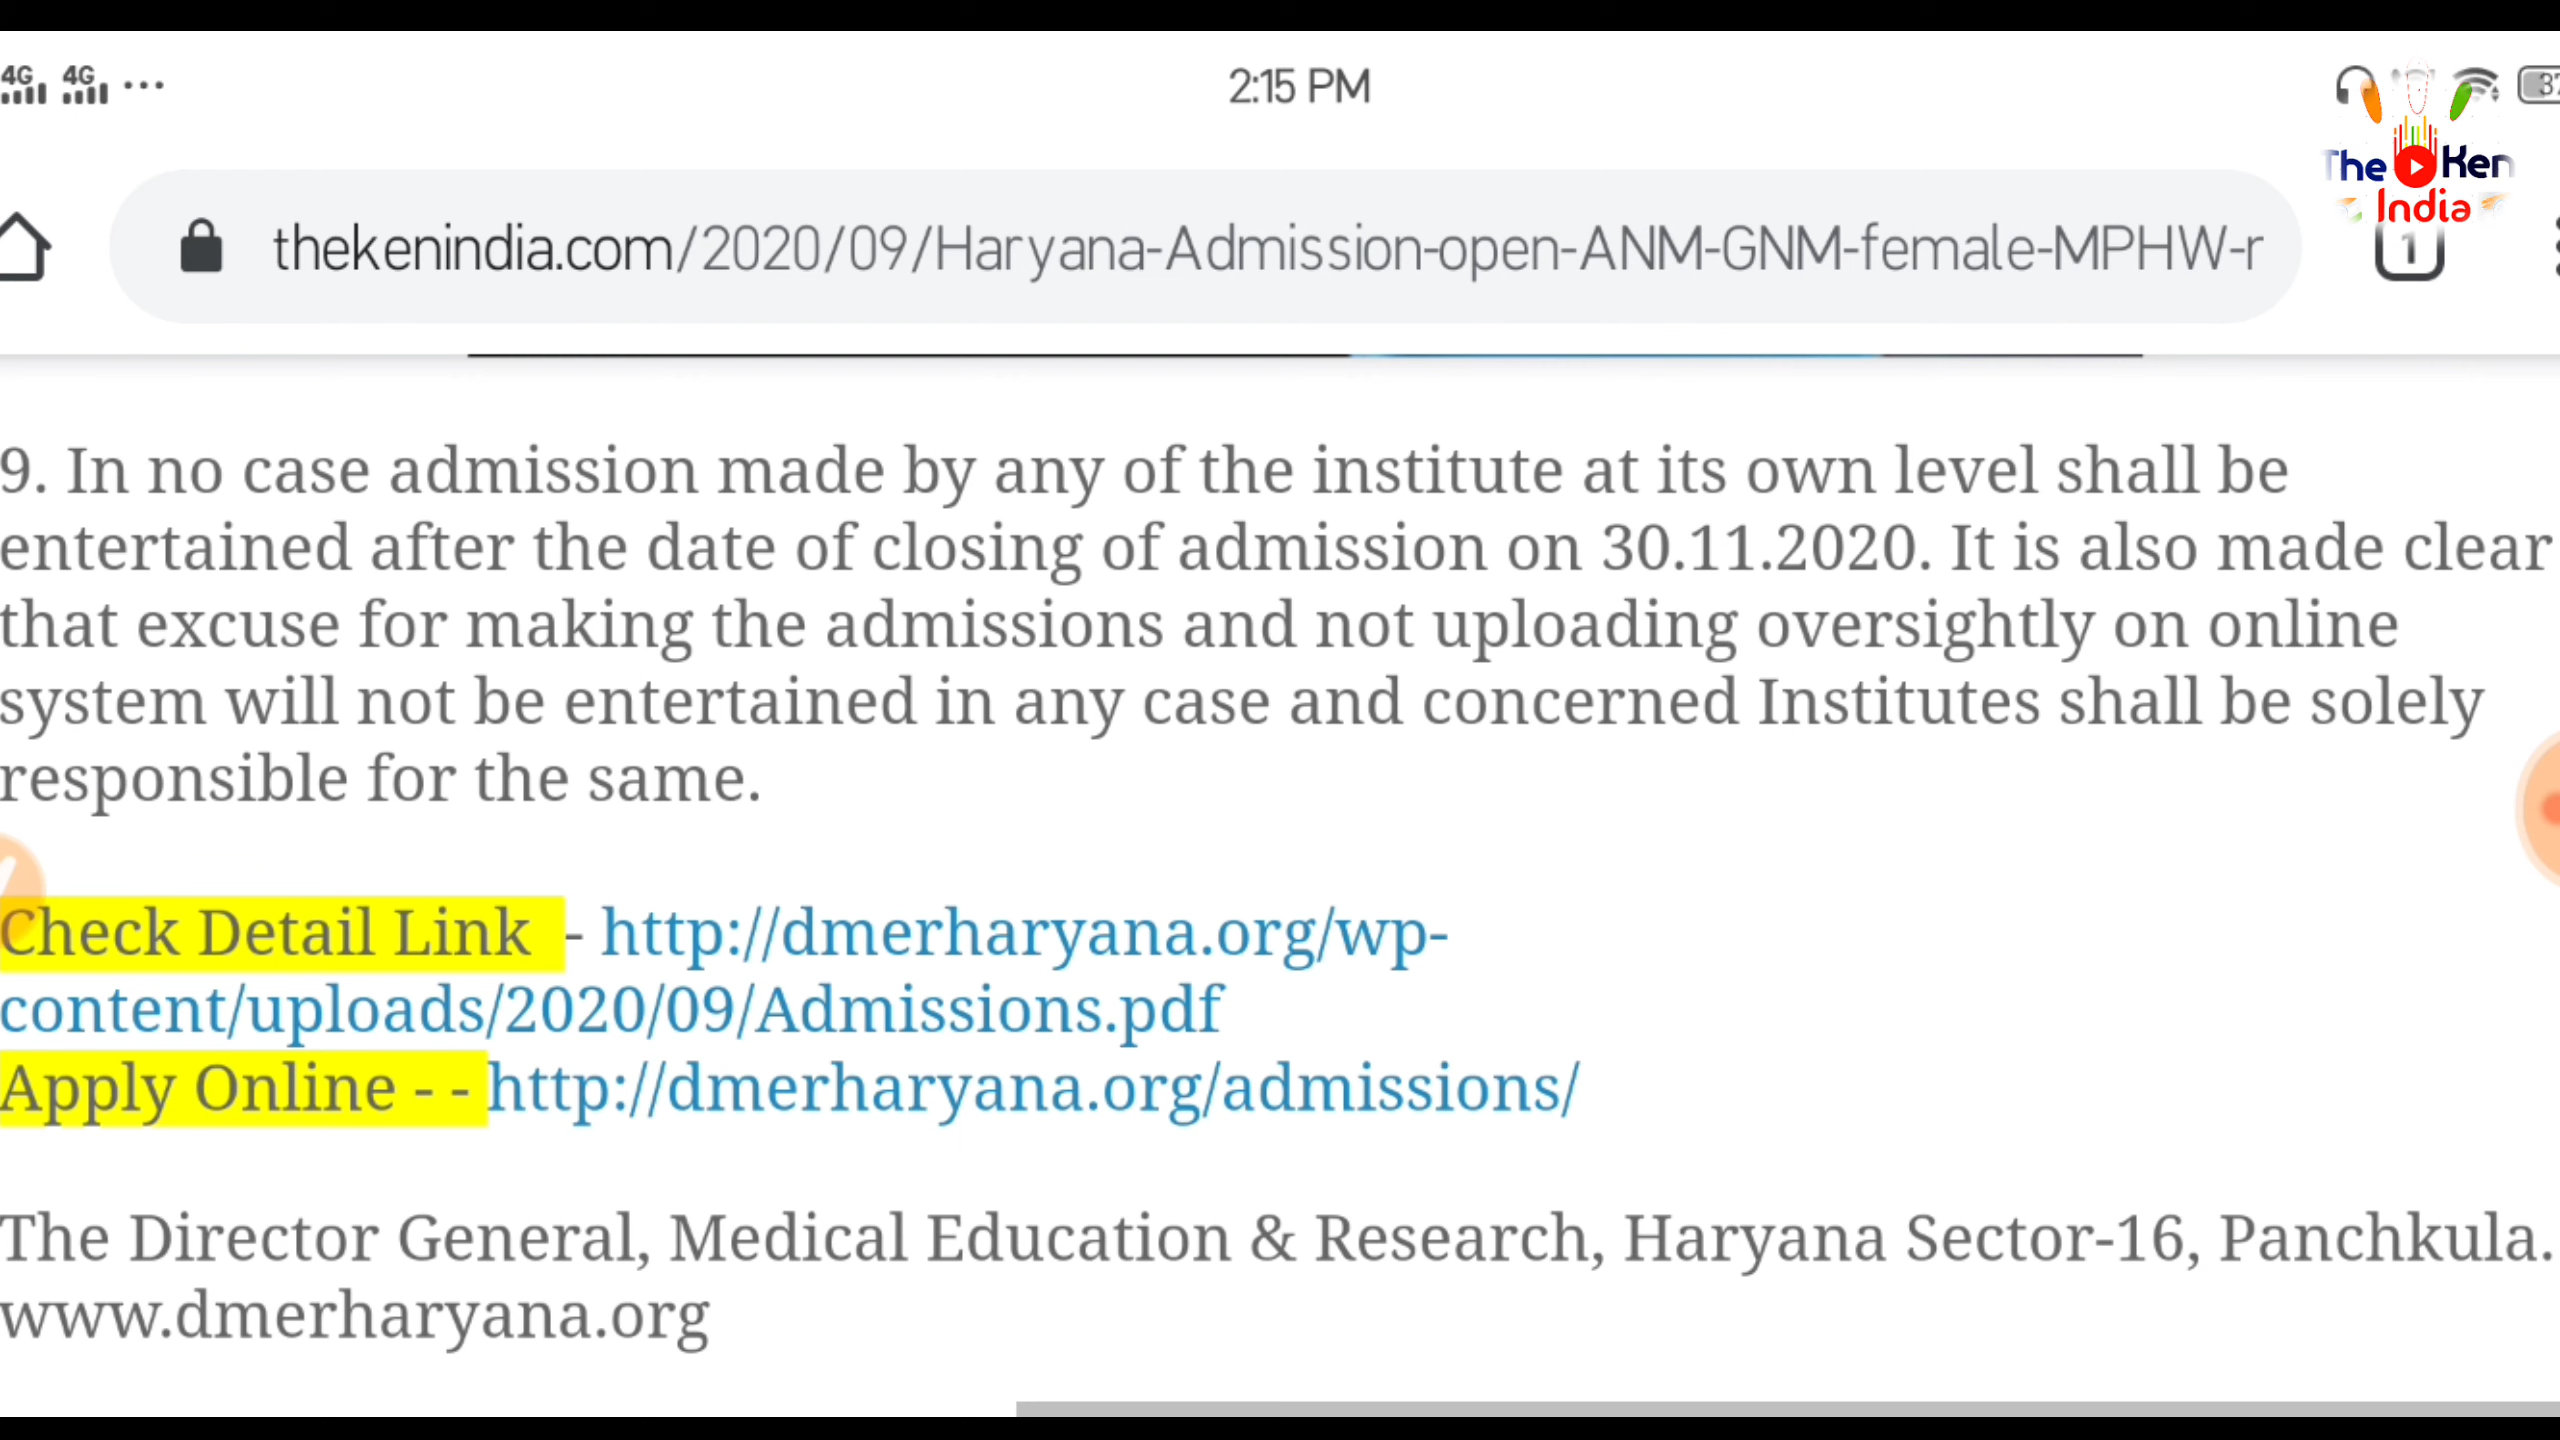 4G 4G ...
2:15 PM
The Ken
India
thekenindia.com/2020/09/Haryana-Admission-open-ANM-GNM-female-MPHW-r
1
9. In no case admission made by any of the institute at its own level shall be
entertained after the date of closing of admission on 30.11.2020. It is also made clear
that excuse for making the admissions and not uploading oversightly on online
system will not be entertained in any case and concerned Institutes shall be solely
responsible for the same.
Check Detail Link - http://dmerharyana.org/wp-
content/uploads/2020/09/Admissions.pdf
Apply Online - - http://dmerharyana.org/admissions/
The Director General, Medical Education & Research, Haryana Sector-16, Panchkula.
www.dmerharyana.org